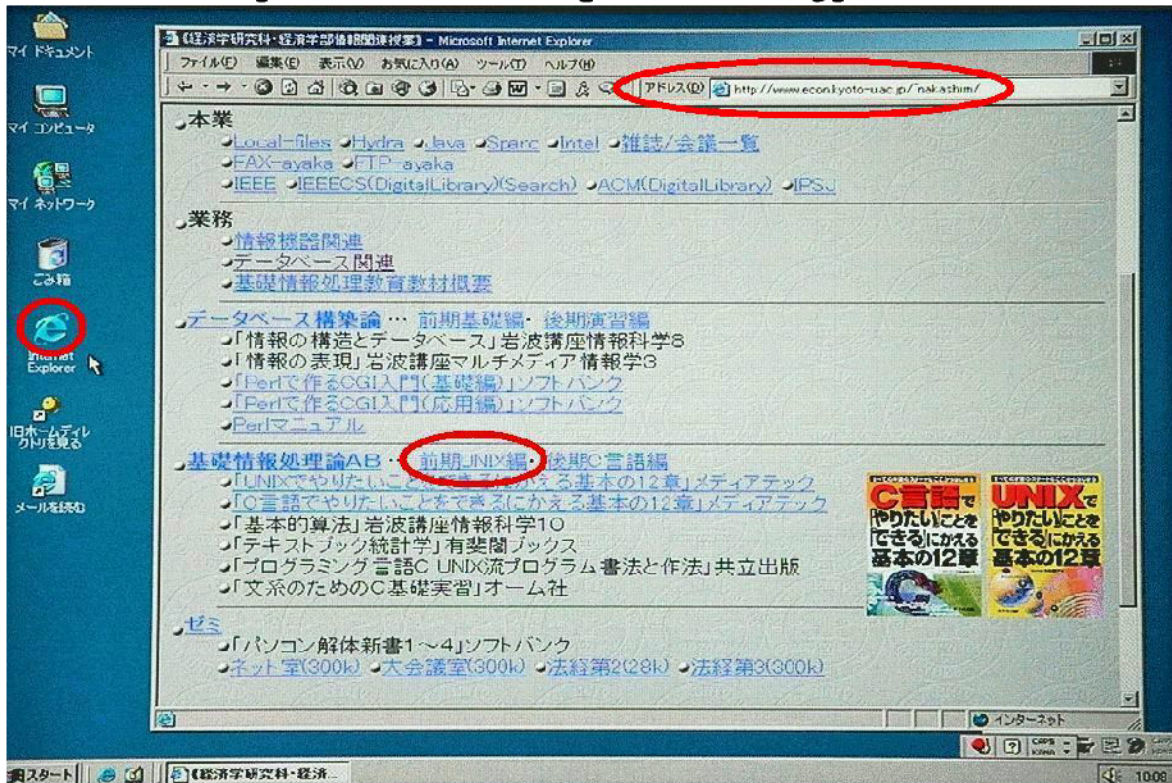 マイ ドキュメント
マイ コンピュータ
マイ ネットワーク
ごみ箱
Internet
Explorer
旧ホームディレ
クトリを見る
メールを読む
【経済学研究科・経済学部情報関連授業】 - Microsoft Internet Explorer
ファイル(F) 編集(E) 表示(V) お気に入り(A) ツール(T) ヘルプ(H)
アドレス(D) http://www.econ.kyoto-u.ac.jp/~nakashim/
本業
Local-files Hydra Java Sparc Intel 雑誌/会議一覧
FAX-ayaka FTP-ayaka
IEEE IEEECS(DigitalLibrary)(Search) ACM(DigitalLibrary) IPSJ
業務
情報機器関連
データベース関連
基礎情報処理教育教材概要
データベース構築論 … 前期基礎編・後期演習編
「情報の構造とデータベース」岩波講座情報科学8
「情報の表現」岩波講座マルチメディア情報学3
「Perlで作るCGI入門(基礎編)」ソフトバンク
「Perlで作るCGI入門(応用編)」ソフトバンク
Perlマニュアル
基礎情報処理論AB … 前期UNIX編・後期C言語編
「UNIXでやりたいことをできるにかえる基本の12章」メディアテック
「C言語でやりたいことをできるにかえる基本の12章」メディアテック
「基本的算法」岩波講座情報科学10
「テキストブック統計学」有斐閣ブックス
「プログラミング言語C UNIX流プログラム書法と作法」共立出版
「文系のためのC基礎実習」オーム社
C言語で
「やりたい」ことを
「できる」にかえる
基本の12章
UNIXで
「やりたい」ことを
「できる」にかえる
基本の12章
ゼミ
「パソコン解体新書1～4」ソフトバンク
ネット室(300k) 大会議室(300k) 法経第2(28k) 法経第3(300k)
インターネット
CAPS
KANA
スタート
【経済学研究科・経済...